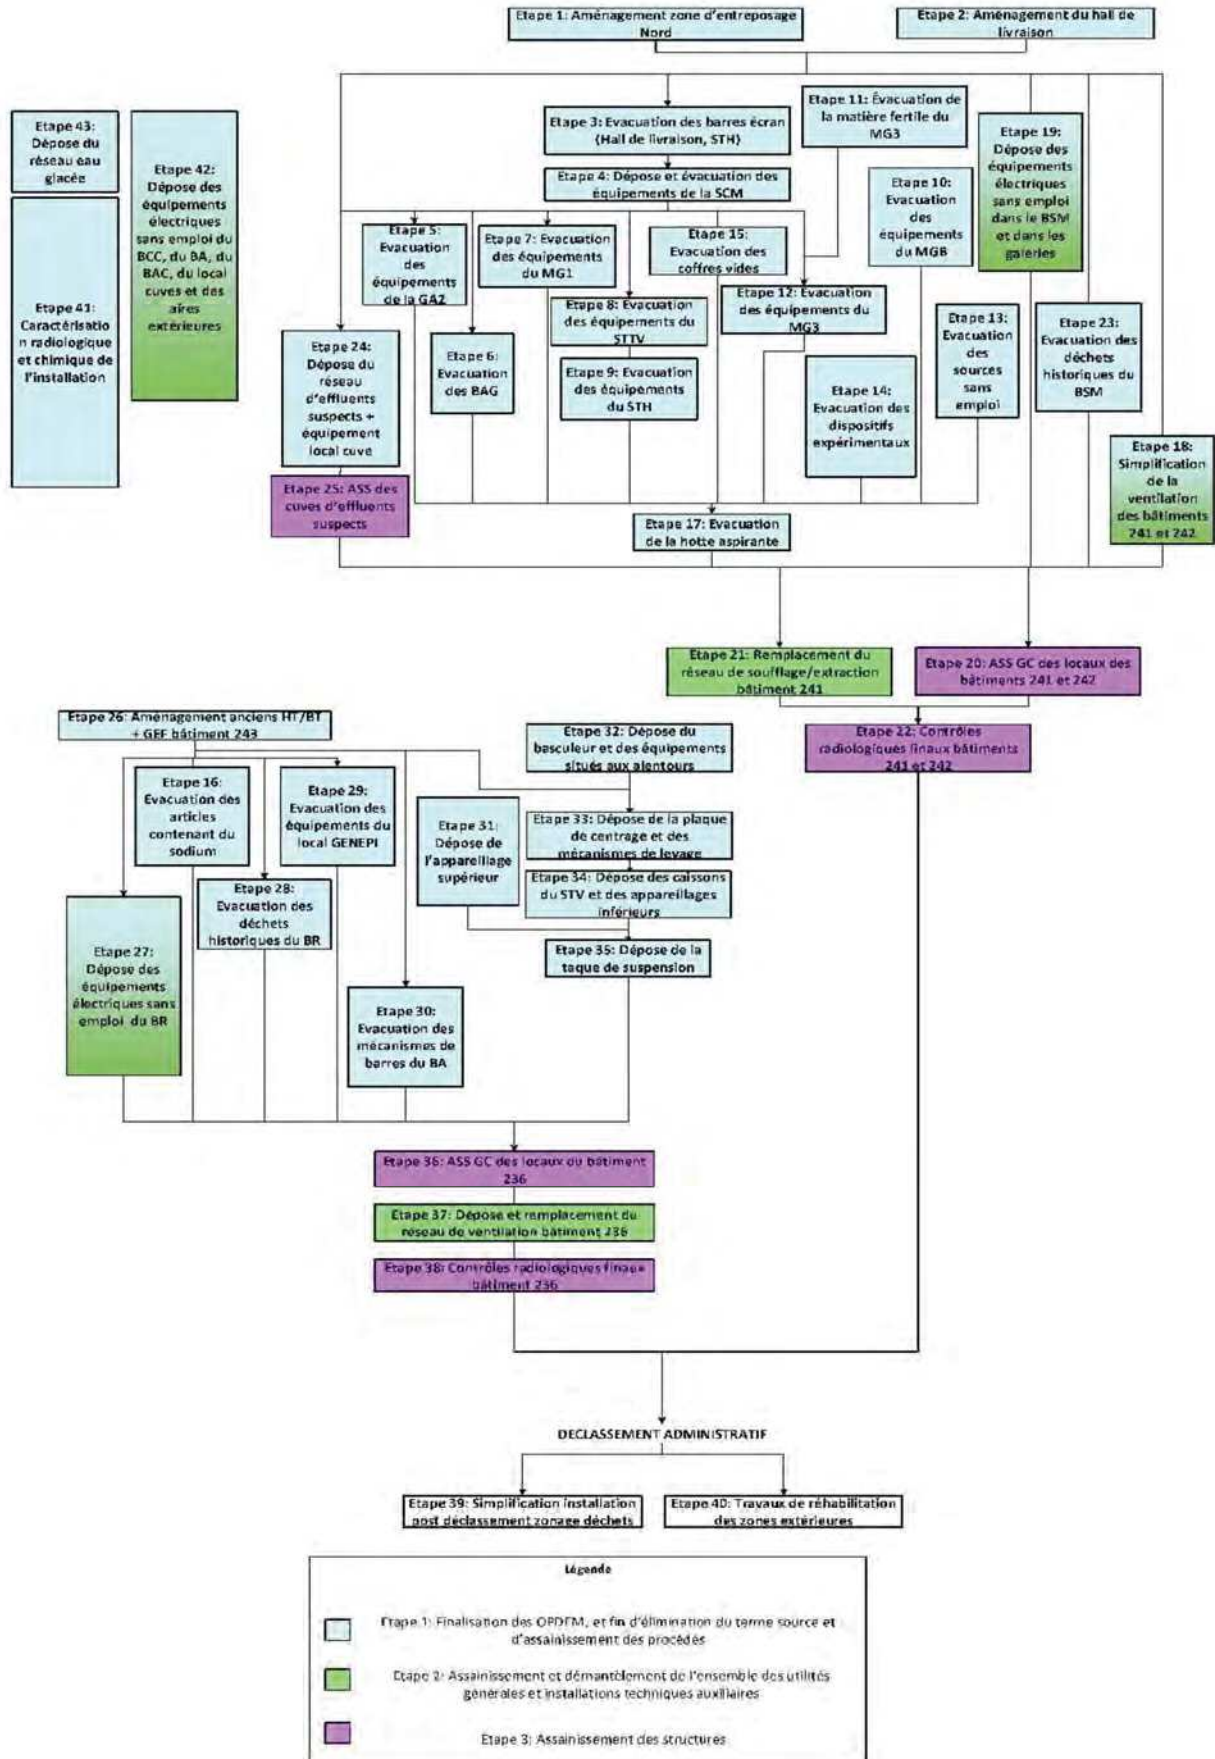 Etape 1: Aménagement zone d'entreposage
Nord
Etape 2: Aménagement du hall de
livraison
Etape 43:
Dépose du
réseau eau
glacée
Etape 42:
Dépose des
équipements
électriques
sans emploi du
BCC, du BA, du
BAC, du local
cuves et des
aires
extérieures
Etape 41:
Caractérisatio
n radiologique
et chimique de
l'installation
Etape 3: Evacuation des barres écran
(Hall de livraison, STH)
Etape 4: Dépose et évacuation des
équipements de la SCM
Etape 11: Évacuation de
la matière fertile du
MG3
Etape 10:
Evacuation
des
équipements
du MGB
Etape 19:
Dépose des
équipements
électriques
sans emploi
dans le BSM
et dans les
galeries
Etape 5:
Evacuation
des
équipements
de la GA2
Etape 7: Evacuation
des équipements
du MG1
Etape 15:
Evacuation des
coffres vides
Etape 8: Evacuation
des équipements du
STTV
Etape 12: Evacuation
des équipements du
MG3
Etape 24:
Dépose du
réseau
d'effluents
suspects +
équipement
local cuve
Etape 6:
Evacuation
des BAG
Etape 9: Evacuation
des équipements
du STH
Etape 13:
Evacuation
des
sources
sans
emploi
Etape 23:
Evacuation des
déchets
historiques du
BSM
Etape 14:
Evacuation des
dispositifs
expérimentaux
Etape 18:
Simplification
de la
ventilation
des bâtiments
241 et 242
Etape 25: ASS des
cuves d'effluents
suspects
Etape 17: Evacuation
de la hotte aspirante
Etape 21: Remplacement du
réseau de soufflage/extraction
bâtiment 241
Etape 20: ASS GC des locaux des
bâtiments 241 et 242
Etape 22: Contrôles
radiologiques finaux bâtiments
241 et 242
Etape 26: Aménagement anciens HT/BT
+ GEF bâtiment 243
Etape 32: Dépose du
basculeur et des équipements
situés aux alentours
Etape 16:
Evacuation des
articles
contenant du
sodium
Etape 29:
Evacuation des
équipements du
local GENEPI
Etape 31:
Dépose de
l'appareillage
supérieur
Etape 33: Dépose de la plaque
de centrage et des
mécanismes de levage
Etape 34: Dépose des caissons
du STV et des appareillages
inférieurs
Etape 28:
Evacuation des
déchets
historiques du BR
Etape 27:
Dépose des
équipements
électriques sans
emploi du BR
Etape 35: Dépose de la
taque de suspension
Etape 30:
Evacuation des
mécanismes de
barres du BA
Etape 36: ASS GC des locaux du bâtiment
236
Etape 37: Dépose et remplacement du
réseau de ventilation bâtiment 236
Etape 38: Contrôles radiologiques finaux
bâtiment 236
DECLASSEMENT ADMINISTRATIF
Etape 39: Simplification installation
post déclassement zonage déchets
Etape 40: Travaux de réhabilitation
des zones extérieures
Légende
Etape 1: Finalisation des OPDEM, et fin d'élimination du terme source et
d'assainissement des procédés
Etape 2: Assainissement et démantèlement de l'ensemble des utilités
générales et installations techniques auxiliaires
Etape 3: Assainissement des structures